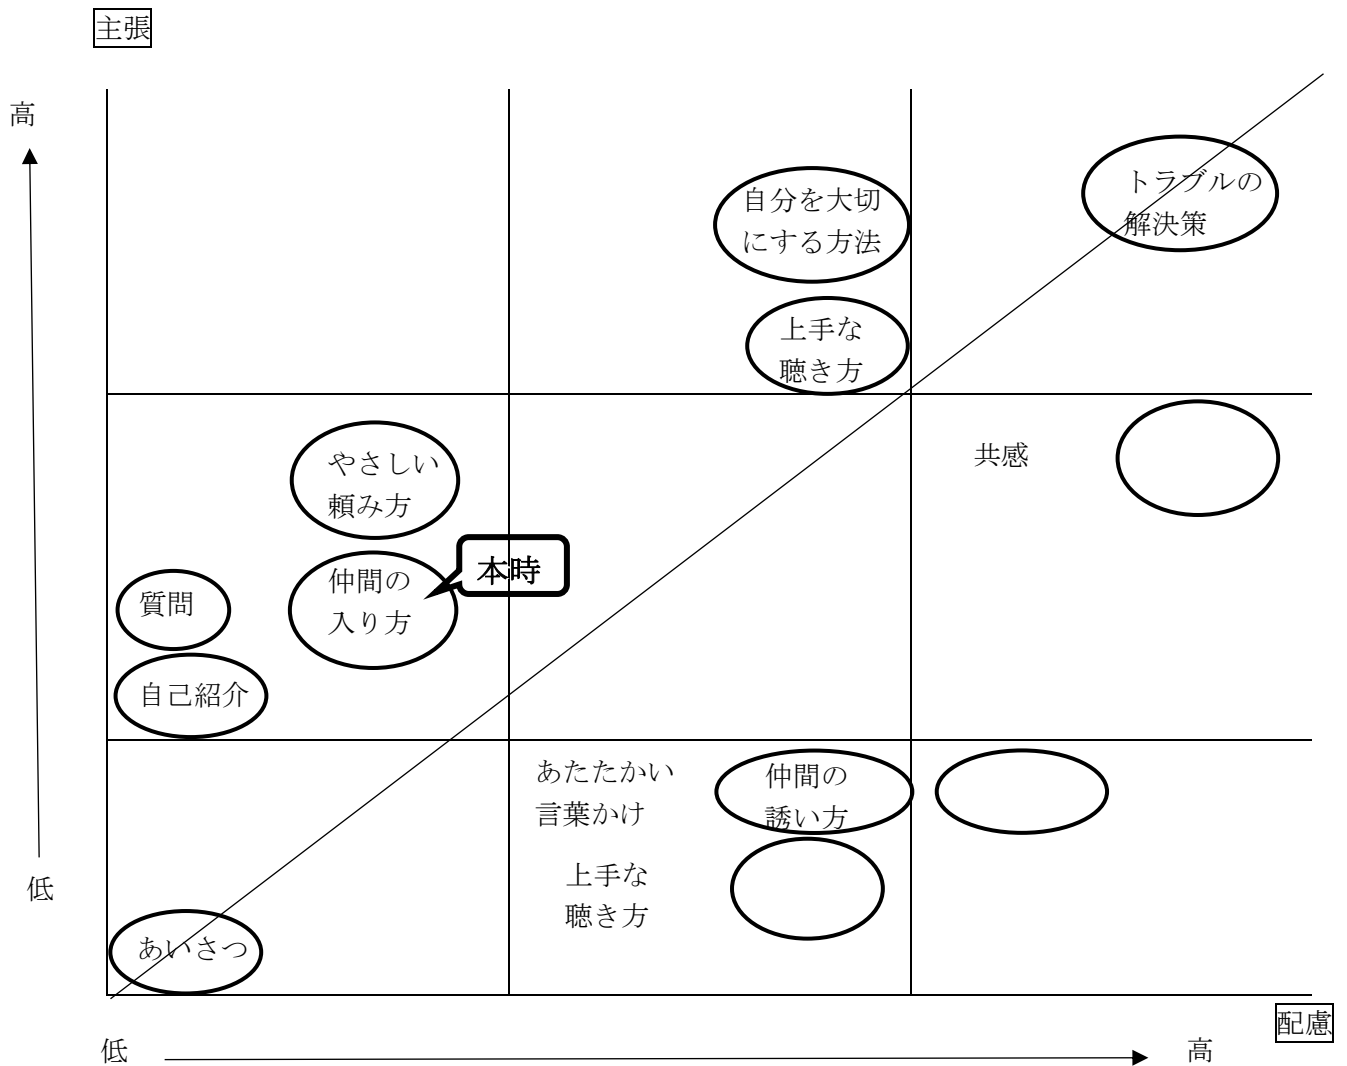 主張
高
トラブルの
解決策
自分を大切
にする方法
上手な
聴き方
共感
やさしい
頼み方
本時
仲間の
入り方
質問
自己紹介
あたたかい
言葉かけ
仲間の
誘い方
上手な
聴き方
低
あいさつ
配慮
低
高